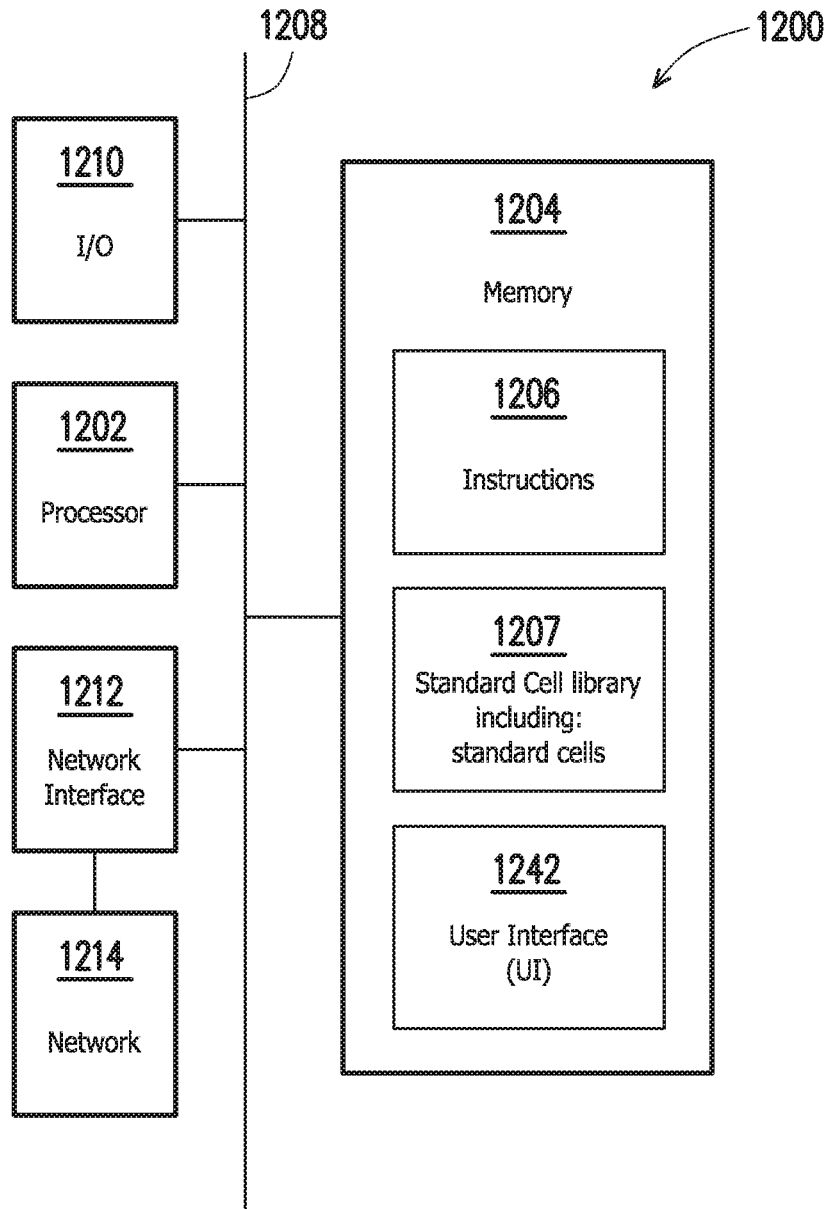 1208
1200
1210
I/O
1202
Processor
1212
Network
Interface
1214
Network
1204
Memory
1206
Instructions
1207
Standard Cell library
including:
standard cells
1242
User Interface
(UI)